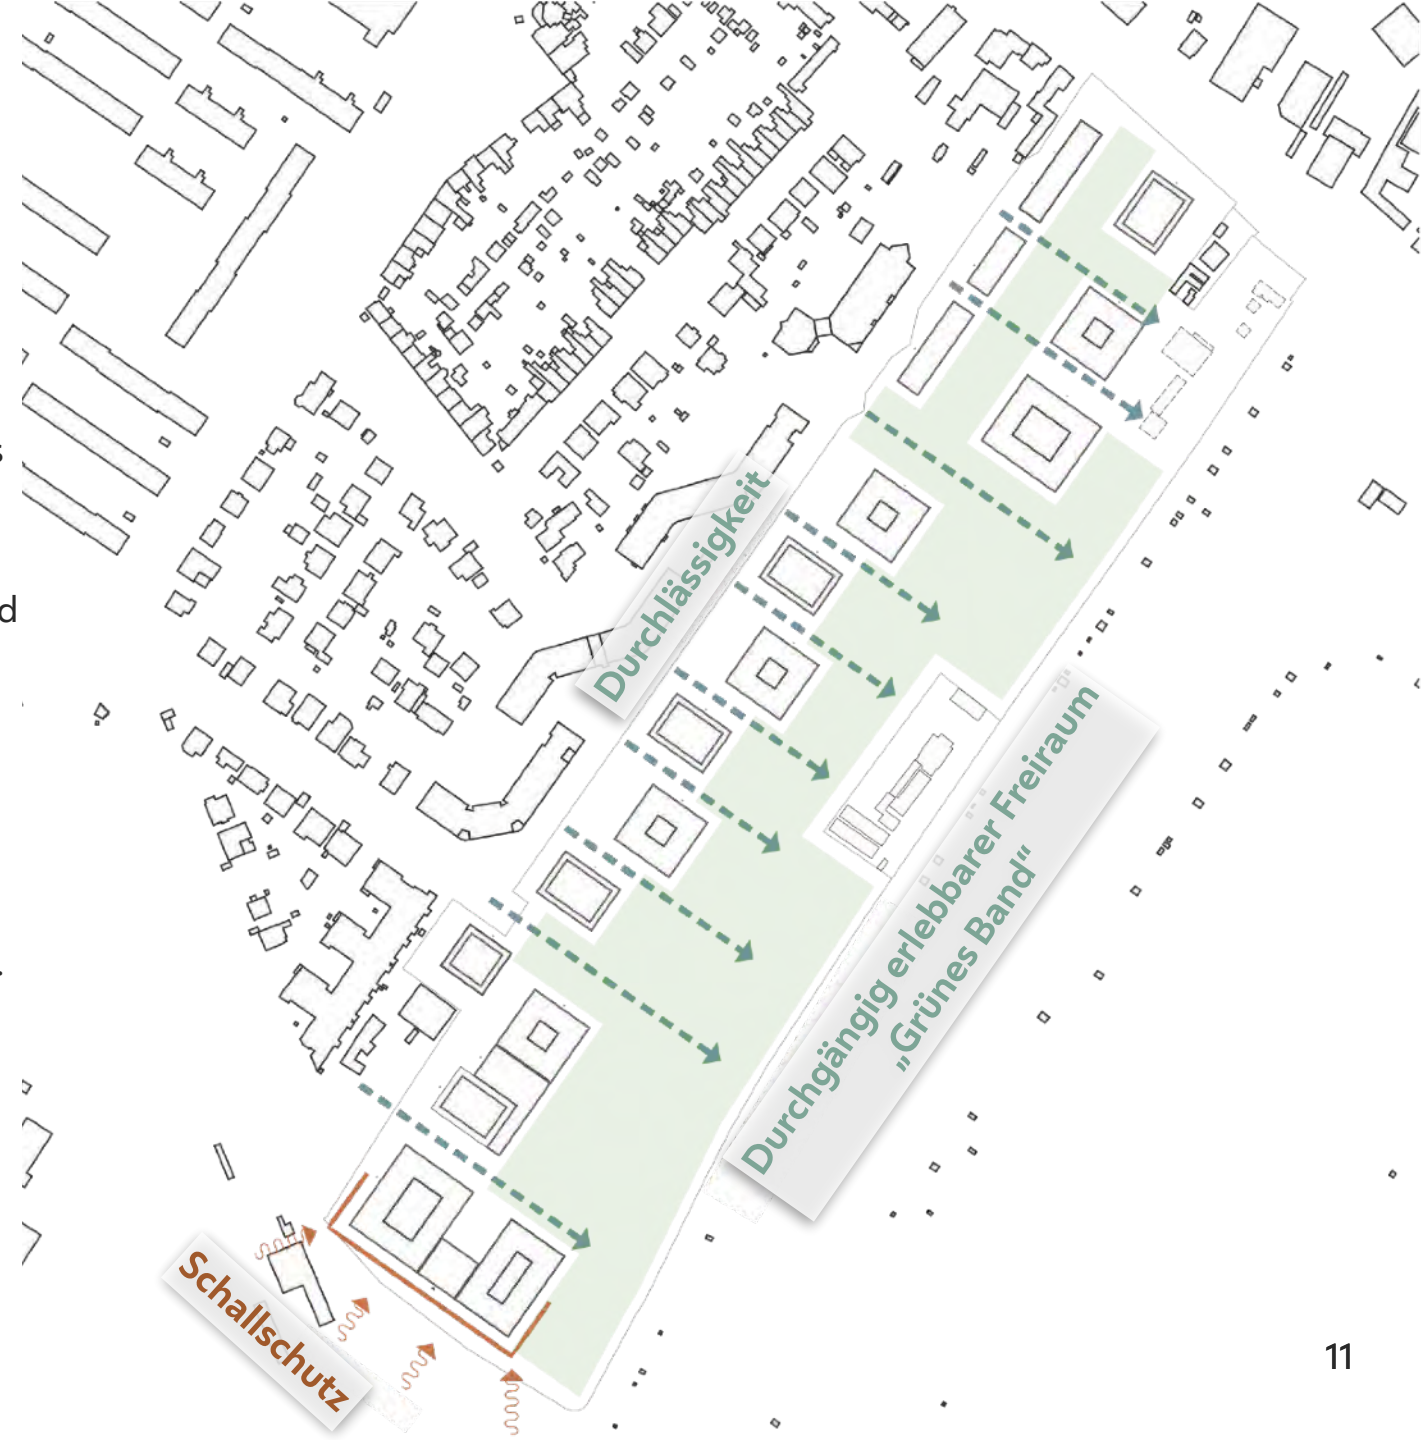 s
d
.
Durchlässigkeit
Durchgängig erlebbarer Freiraum
„Grünes Band“
Schallschutz
11